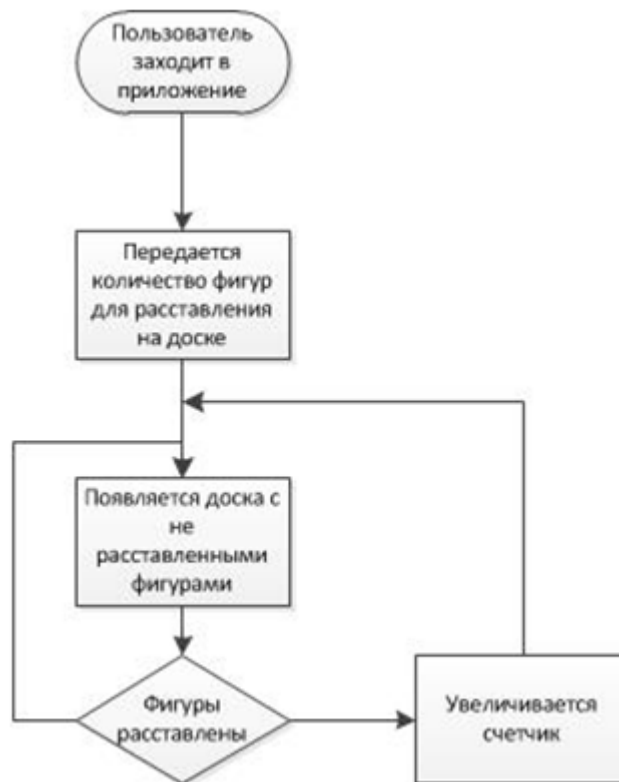 Пользователь
заходит в
приложение
Передается
количество фигур
для расставления
на доске
Появляется доска с
не
расставленными
фигурами
Фигуры
расставлены
Увеличивается
счетчик